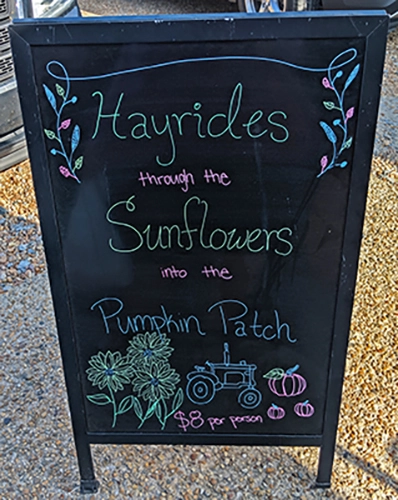 Hayrides
through the
Sunflowers
into the
Pumpkin Patch
$8 per person